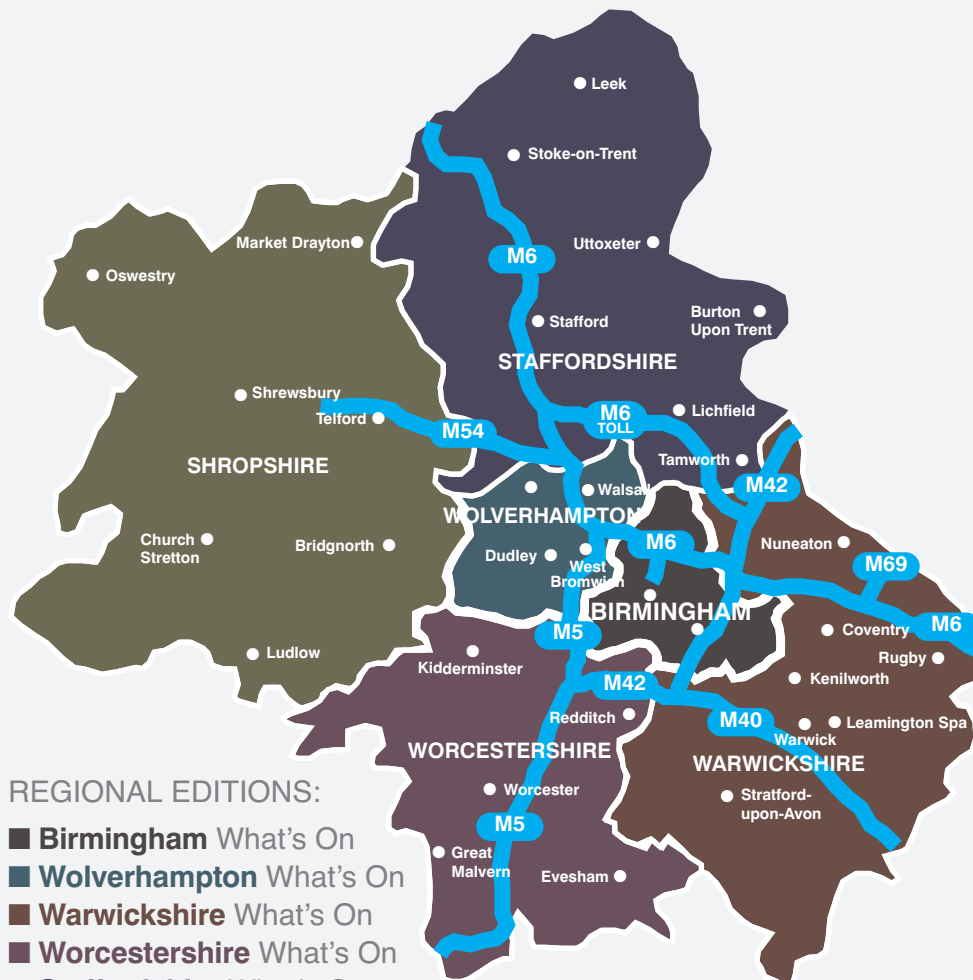 Leek
Stoke-on-Trent
Market Drayton
Uttoxeter
M6
Oswestry
Burton
Upon Trent
Stafford
STAFFORDSHIRE
Shrewsbury
Telford
M6
TOLL
Lichfield
M54
Tamworth
SHROPSHIRE
M42
Walsall
WOLVERHAMPTON
Church
Stretton
Bridgnorth
Dudley
West
Bromwich
M6
Nuneaton
M69
BIRMINGHAM
M5
Coventry
M6
Ludlow
Kidderminster
Rugby
Kenilworth
M42
Redditch
M40
Leamington Spa
Warwick
WORCESTERSHIRE
WARWICKSHIRE
Worcester
Stratford-
upon-Avon
M5
Great
Malvern
Evesham
REGIONAL EDITIONS:
Birmingham What's On
Wolverhampton What's On
Warwickshire What's On
Worcestershire What's On